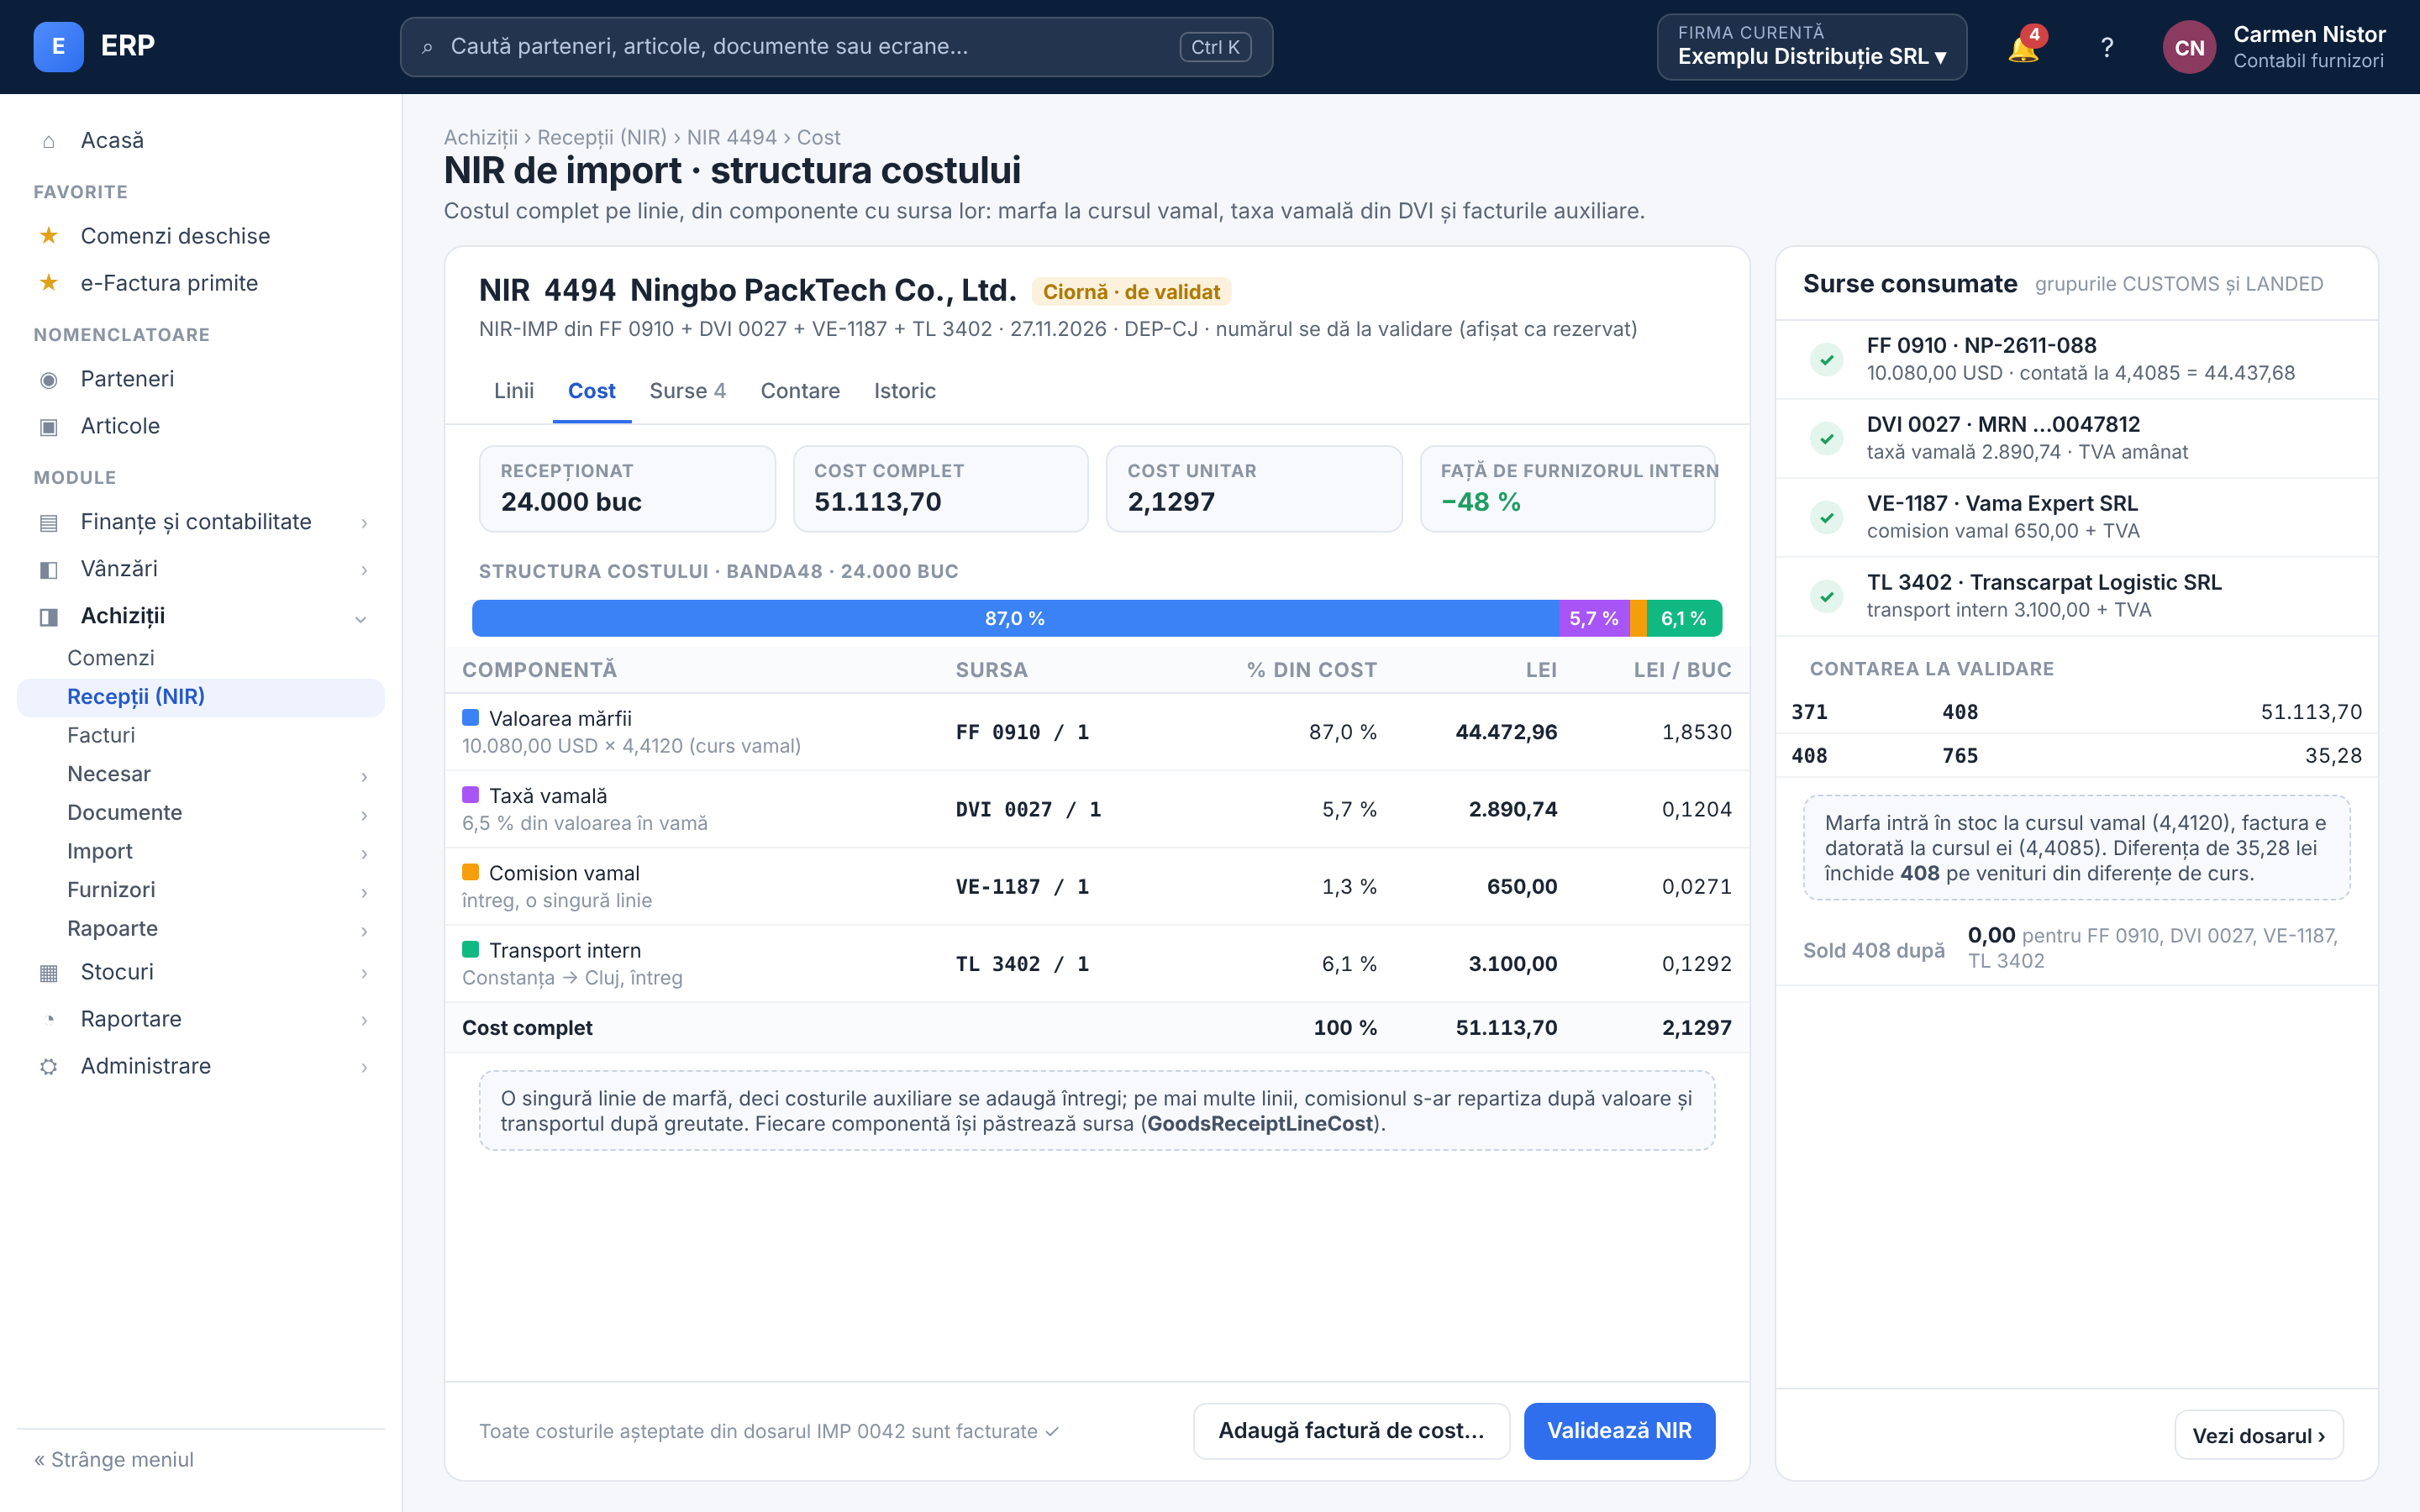 E ERP
Caută parteneri, articole, documente sau ecrane... Ctrl K
FIRMA CURENTĂ
Exemplu Distribuție SRL ▾
4
?
CN
Carmen Nistor
Contabil furnizori
Acasă
FAVORITE
★ Comenzi deschise
★ e-Factura primite
NOMENCLATOARE
Parteneri
Articole
MODULE
Finanțe și contabilitate ›
Vânzări ›
Achiziții
Comenzi
Recepții (NIR)
Facturi
Necesar ›
Documente ›
Import ›
Furnizori ›
Rapoarte ›
Stocuri ›
Raportare ›
Administrare ›
« Strânge meniul
Achiziții › Recepții (NIR) › NIR 4494 › Cost
NIR de import · structura costului
Costul complet pe linie, din componente cu sursa lor: marfa la cursul vamal, taxa vamală din DVI și facturile auxiliare.
NIR 4494 Ningbo PackTech Co., Ltd. Ciornă · de validat
NIR-IMP din FF 0910 + DVI 0027 + VE-1187 + TL 3402 · 27.11.2026 · DEP-CJ · numărul se dă la validare (afișat ca rezervat)
Linii Cost Surse 4 Contare Istoric
RECEPȚIONAT
24.000 buc
COST COMPLET
51.113,70
COST UNITAR
2,1297
FAȚĂ DE FURNIZORUL INTERN
−48 %
STRUCTURA COSTULUI · BANDA48 · 24.000 BUC
87,0 % 5,7 % 6,1 %
COMPONENTĂ SURSA % DIN COST LEI LEI / BUC
Valoarea mărfii FF 0910 / 1 87,0 % 44.472,96 1,8530
10.080,00 USD × 4,4120 (curs vamal)
Taxă vamală DVI 0027 / 1 5,7 % 2.890,74 0,1204
6,5 % din valoarea în vamă
Comision vamal VE-1187 / 1 1,3 % 650,00 0,0271
întreg, o singură linie
Transport intern TL 3402 / 1 6,1 % 3.100,00 0,1292
Constanța → Cluj, întreg
Cost complet 100 % 51.113,70 2,1297
O singură linie de marfă, deci costurile auxiliare se adaugă întregi; pe mai multe linii, comisionul s-ar repartiza după valoare și
transportul după greutate. Fiecare componentă își păstrează sursa (GoodsReceiptLineCost).
Toate costurile așteptate din dosarul IMP 0042 sunt facturate ✓
Adaugă factură de cost...
Validează NIR
Surse consumate grupurile CUSTOMS și LANDED
✓ FF 0910 · NP-2611-088
10.080,00 USD · contată la 4,4085 = 44.437,68
✓ DVI 0027 · MRN ...0047812
taxă vamală 2.890,74 · TVA amânat
✓ VE-1187 · Vama Expert SRL
comision vamal 650,00 + TVA
✓ TL 3402 · Transcarpat Logistic SRL
transport intern 3.100,00 + TVA
CONTAREA LA VALIDARE
371 408 51.113,70
408 765 35,28
Marfa intră în stoc la cursul vamal (4,4120), factura e
datorată la cursul ei (4,4085). Diferența de 35,28 lei
închide 408 pe venituri din diferențe de curs.
Sold 408 după 0,00 pentru FF 0910, DVI 0027, VE-1187,
TL 3402
Vezi dosarul ›